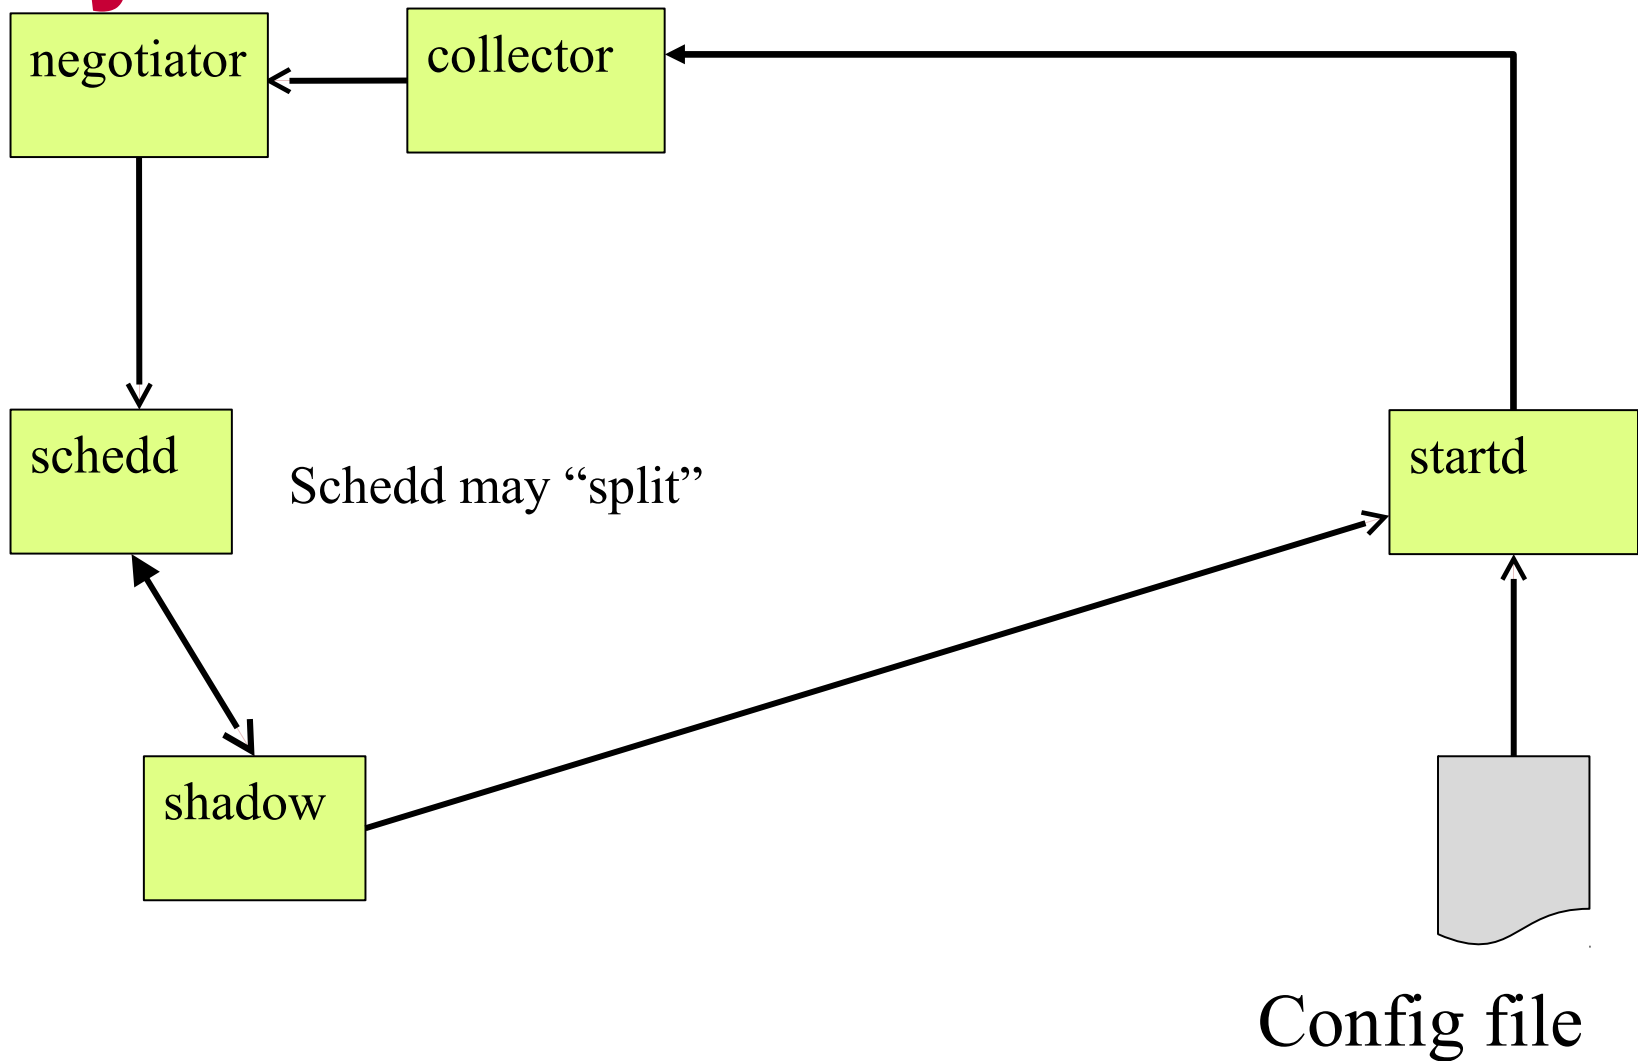 negotiator
collector
schedd
Schedd may “split”
startd
shadow
Config file